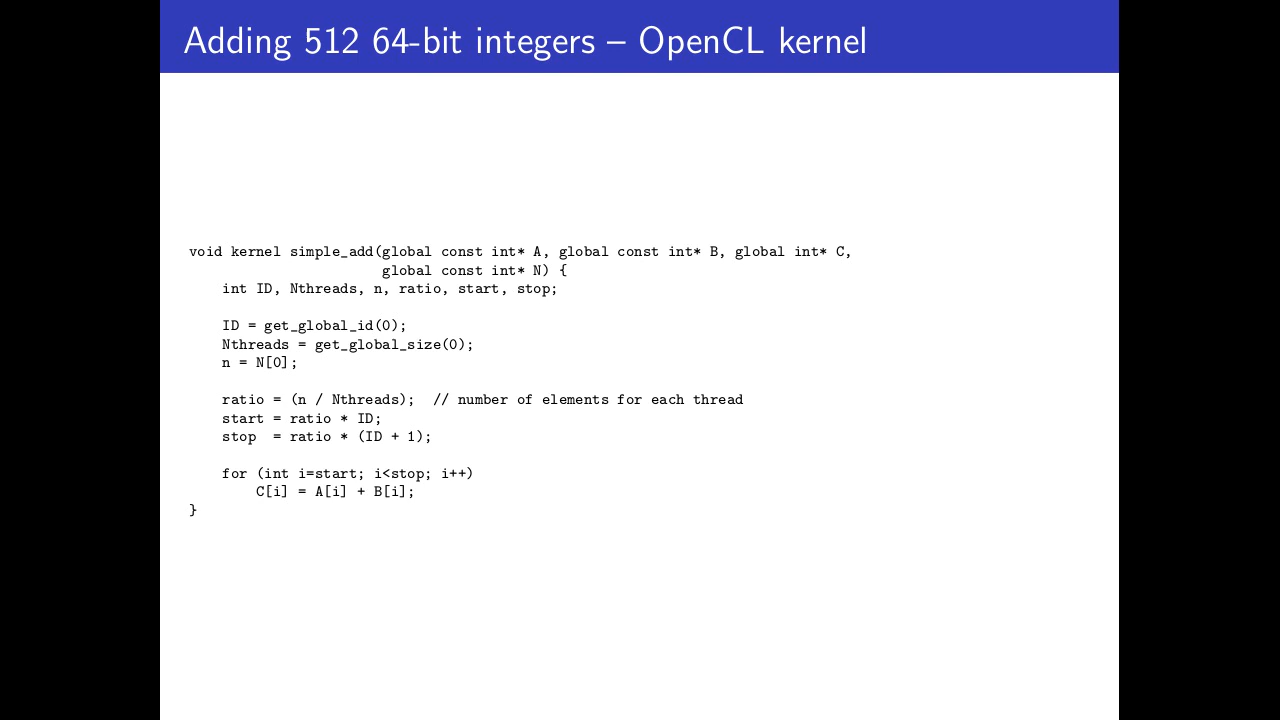 Adding 512 64-bit integers – OpenCL kernel
void kernel simple_add(global const int* A, global const int* B, global int* C,
                       global const int* N) {
    int ID, Nthreads, n, ratio, start, stop;

    ID = get_global_id(0);
    Nthreads = get_global_size(0);
    n = N[0];

    ratio = (n / Nthreads);  // number of elements for each thread
    start = ratio * ID;
    stop  = ratio * (ID + 1);

    for (int i=start; i<stop; i++)
        C[i] = A[i] + B[i];
}